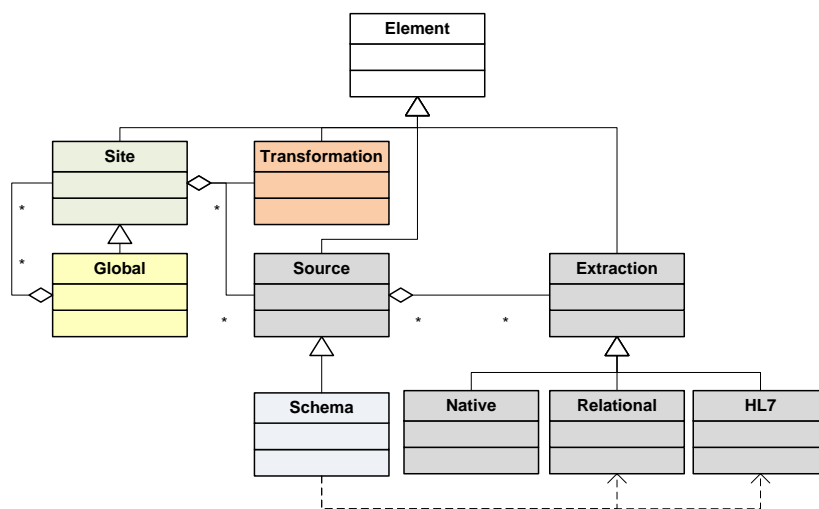 Element
Site
Transformation
*
*
*
Global
Source
Extraction
*
*
*
Schema
Native
Relational
HL7